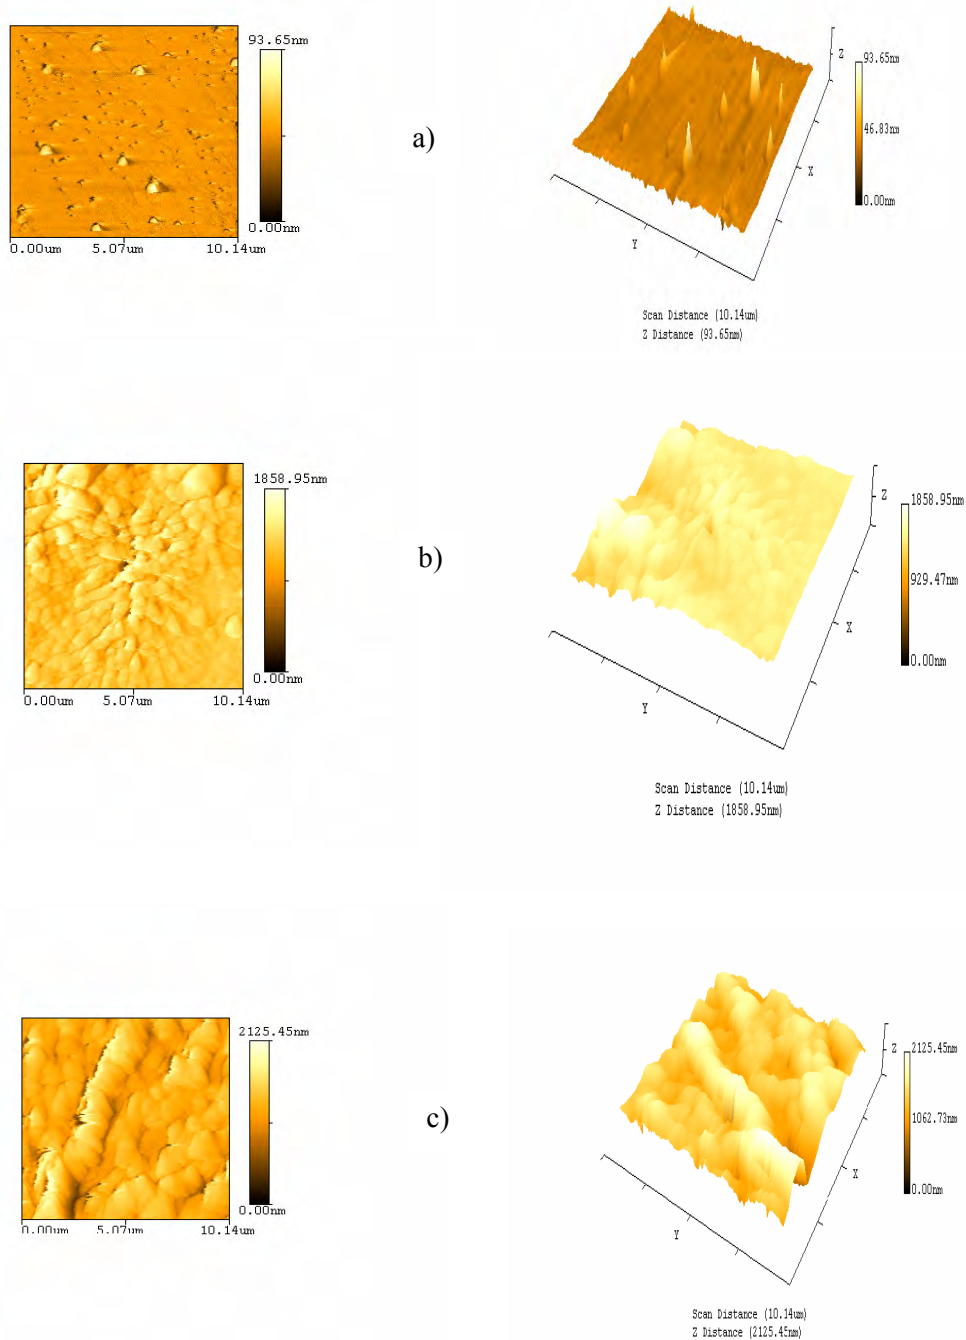 93.65nm
0.00nm
0.00um 5.07um 10.14um
a)
Z
93.65nm
46.83nm
0.00nm
X
Y
Scan Distance (10.14um)
Z Distance (93.65nm)
1858.95nm
0.00nm
0.00um 5.07um 10.14um
b)
Z
1858.95nm
929.47nm
0.00nm
X
Y
Scan Distance (10.14um)
Z Distance (1858.95nm)
2125.45nm
0.00nm
0.00um 5.07um 10.14um
c)
Z
2125.45nm
1062.73nm
0.00nm
X
Y
Scan Distance (10.14um)
Z Distance (2125.45nm)